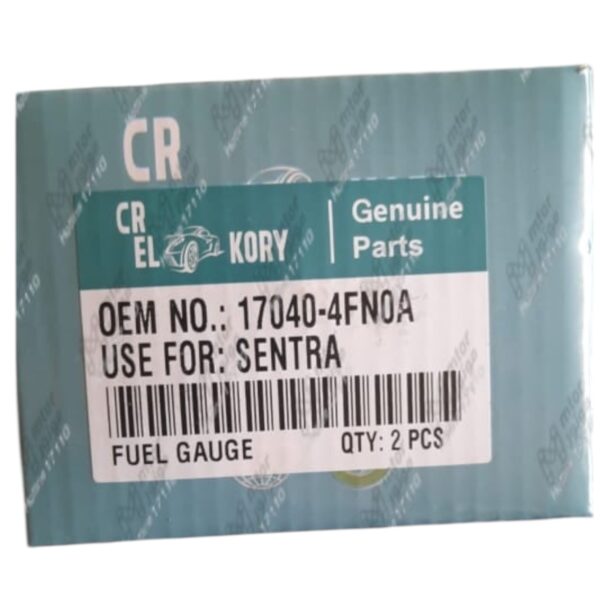 CR
CR
EL KORY
Genuine
Parts
OEM NO.: 17040-4FN0A
USE FOR: SENTRA
FUEL GAUGE QTY: 2 PCS